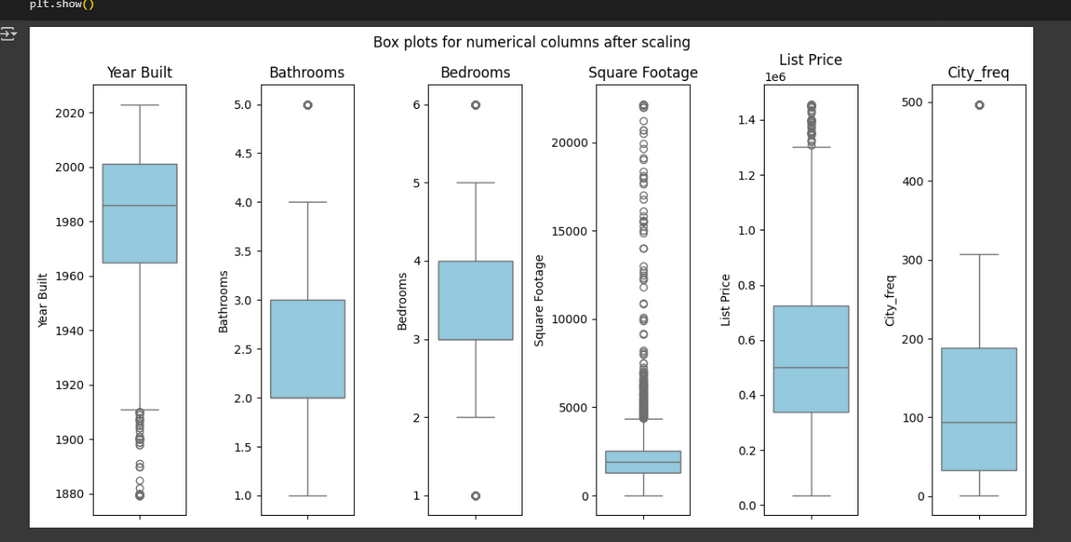 plt.show()
Box plots for numerical columns after scaling
Year Built
Bathrooms
Bedrooms
Square Footage
List Price
City_freq
1e6
Year Built
2020
2000
1980
1960
1940
1920
1900
1880
Bathrooms
5.0
4.5
4.0
3.5
3.0
2.5
2.0
1.5
1.0
Bedrooms
6
5
4
3
2
1
Square Footage
20000
15000
10000
5000
0
List Price
1.4
1.2
1.0
0.8
0.6
0.4
0.2
0.0
City_freq
500
400
300
200
100
0